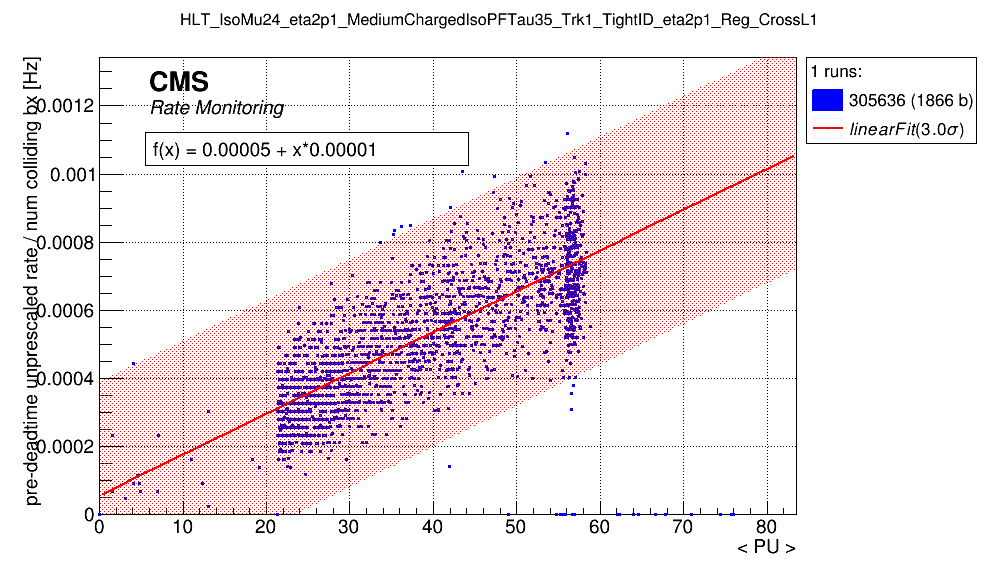 HLT_IsoMu24_eta2p1_MediumChargedIsoPFTau35_Trk1_TightID_eta2p1_Reg_CrossL1
pre-deadtime unprescaled rate / num colliding bx [Hz]
CMS
Rate Monitoring
f(x) = 0.00005 + x*0.00001
1 runs:
305636 (1866 b)
linearFit(3.0σ)
0.0012
0.001
0.0008
0.0006
0.0004
0.0002
0
0 10 20 30 40 50 60 70 80
< PU >